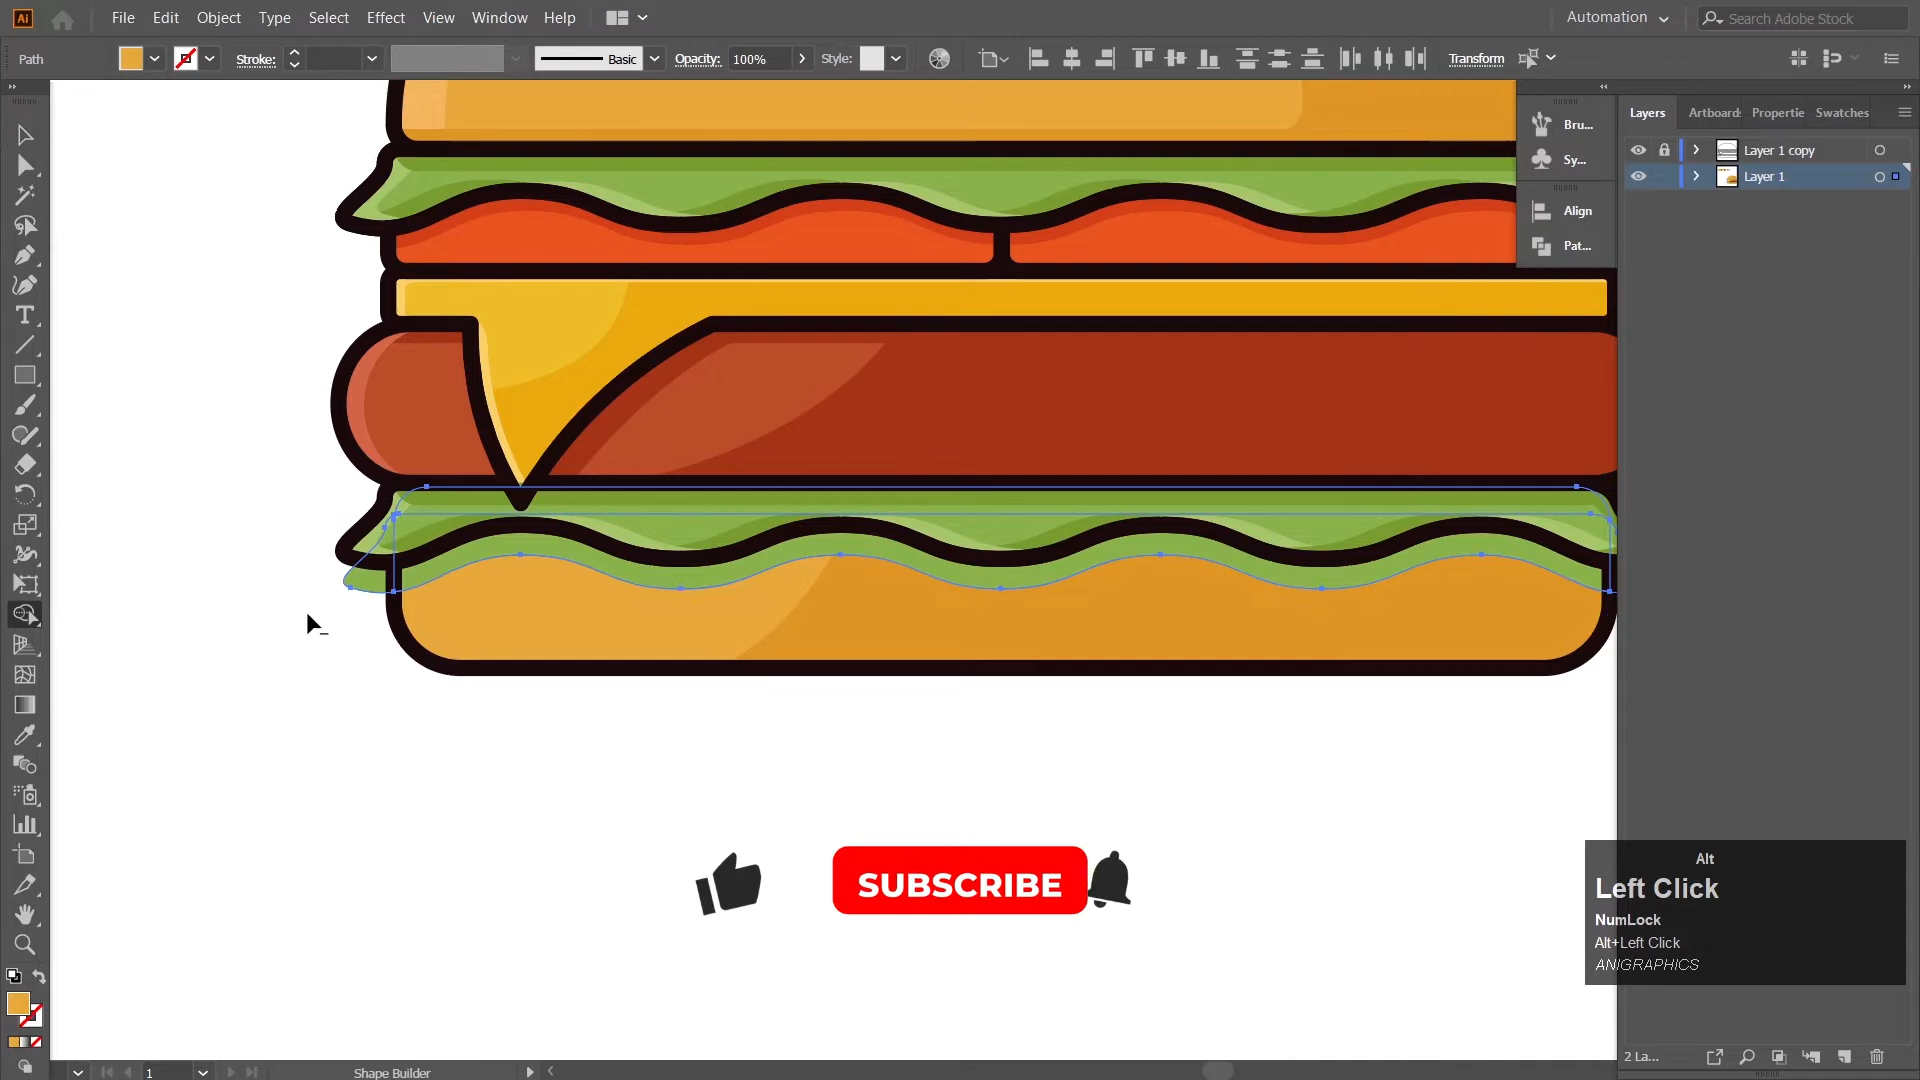 Ai File Edit Object Type Select Effect View Window Help Automation Search Adobe Stock
Path Stroke: Basic Opacity: 100% Style: Transform
Layers Artboard: Propertie Swatches
Bru...
Layer 1 copy
Sy...
Layer 1
Align
Pat...
SUBSCRIBE
Alt
Left Click
NumLock
Alt+Left Click
ANIGRAPHICS
2 La...
1 Shape Builder